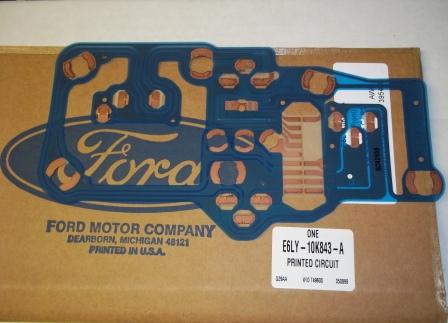 Ford
FORD MOTOR COMPANY
DEARBORN, MICHIGAN 48121
PRINTED IN U.S.A.
ONE
E6LY-10K843-A
PRINTED CIRCUIT